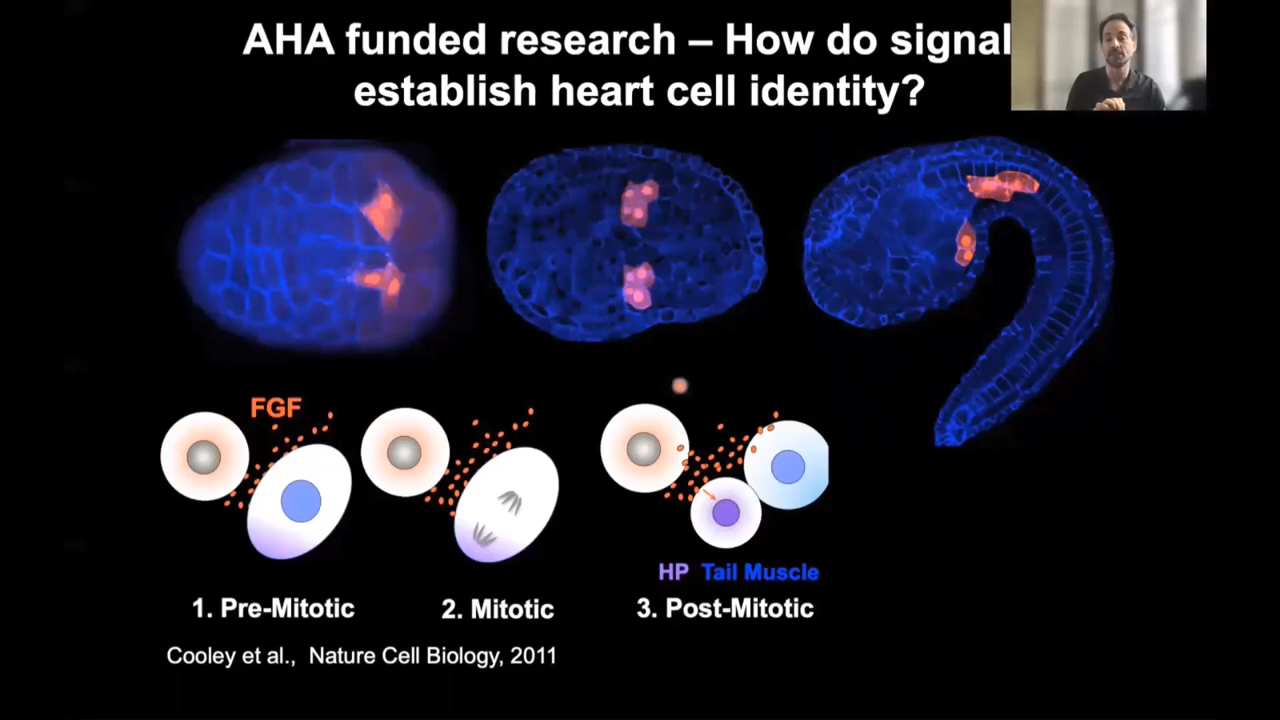 AHA funded research – How do signal
establish heart cell identity?
FGF
HP Tail Muscle
1. Pre-Mitotic
2. Mitotic
3. Post-Mitotic
Cooley et al., Nature Cell Biology, 2011